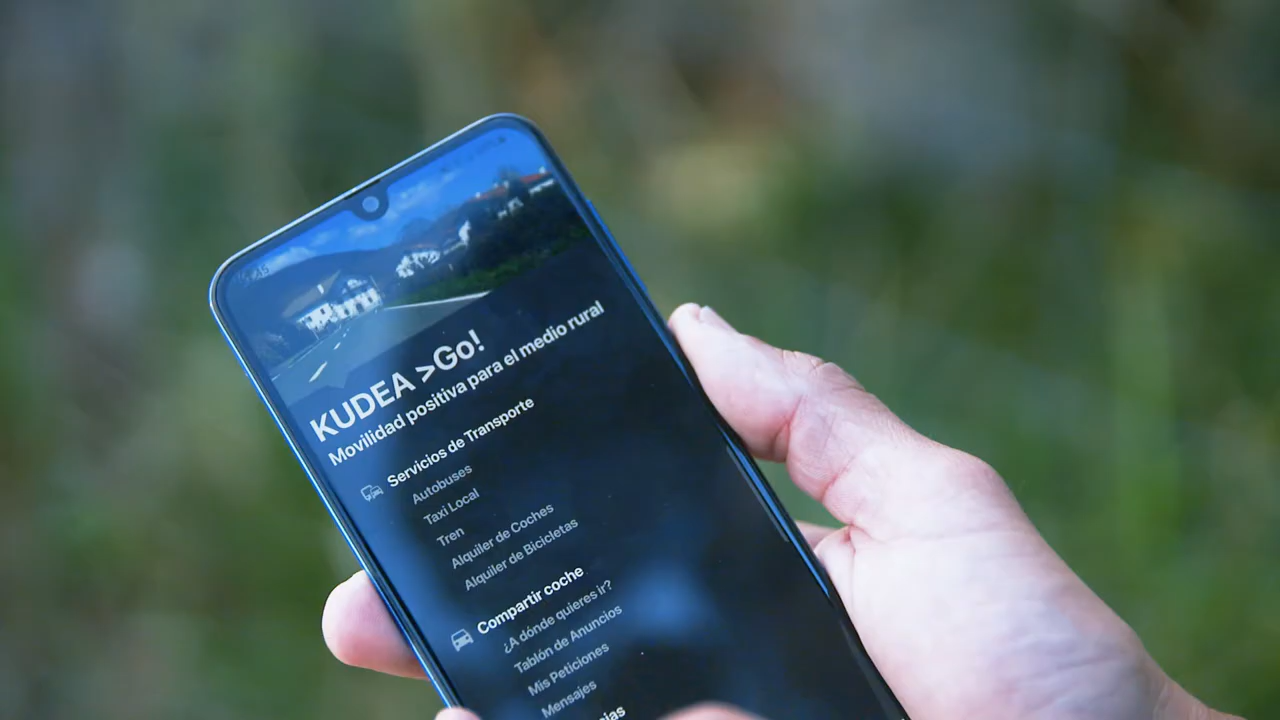 KUDEA >Go!
Movilidad positiva para el medio rural
Servicios de Transporte
Autobuses
Taxi Local
Tren
Alquiler de Coches
Alquiler de Bicicletas
Compartir coche
¿A dónde quieres ir?
Tablón de Anuncios
Mis Peticiones
Mensajes